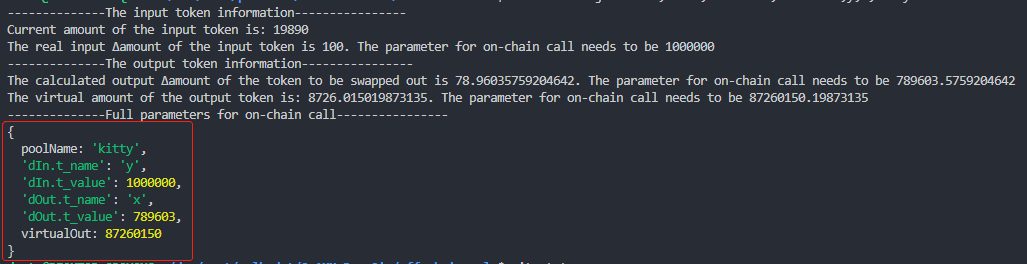 --------------The input token information----------------
Current amount of the input token is: 19890
The real input Δamount of the input token is 100. The parameter for on-chain call needs to be 1000000
--------------The output token information----------------
The calculated output Δamount of the token to be swapped out is 78.96035759204642. The parameter for on-chain call needs to be 789603.5759204642
The virtual amount of the output token is: 8726.015019873135. The parameter for on-chain call needs to be 87260150.19873135
--------------Full parameters for on-chain call----------------
{
poolName: 'kitty',
'dIn.t_name': 'y',
'dIn.t_value': 1000000,
'dOut.t_name': 'x',
'dOut.t_value': 789603,
virtualOut: 87260150
}